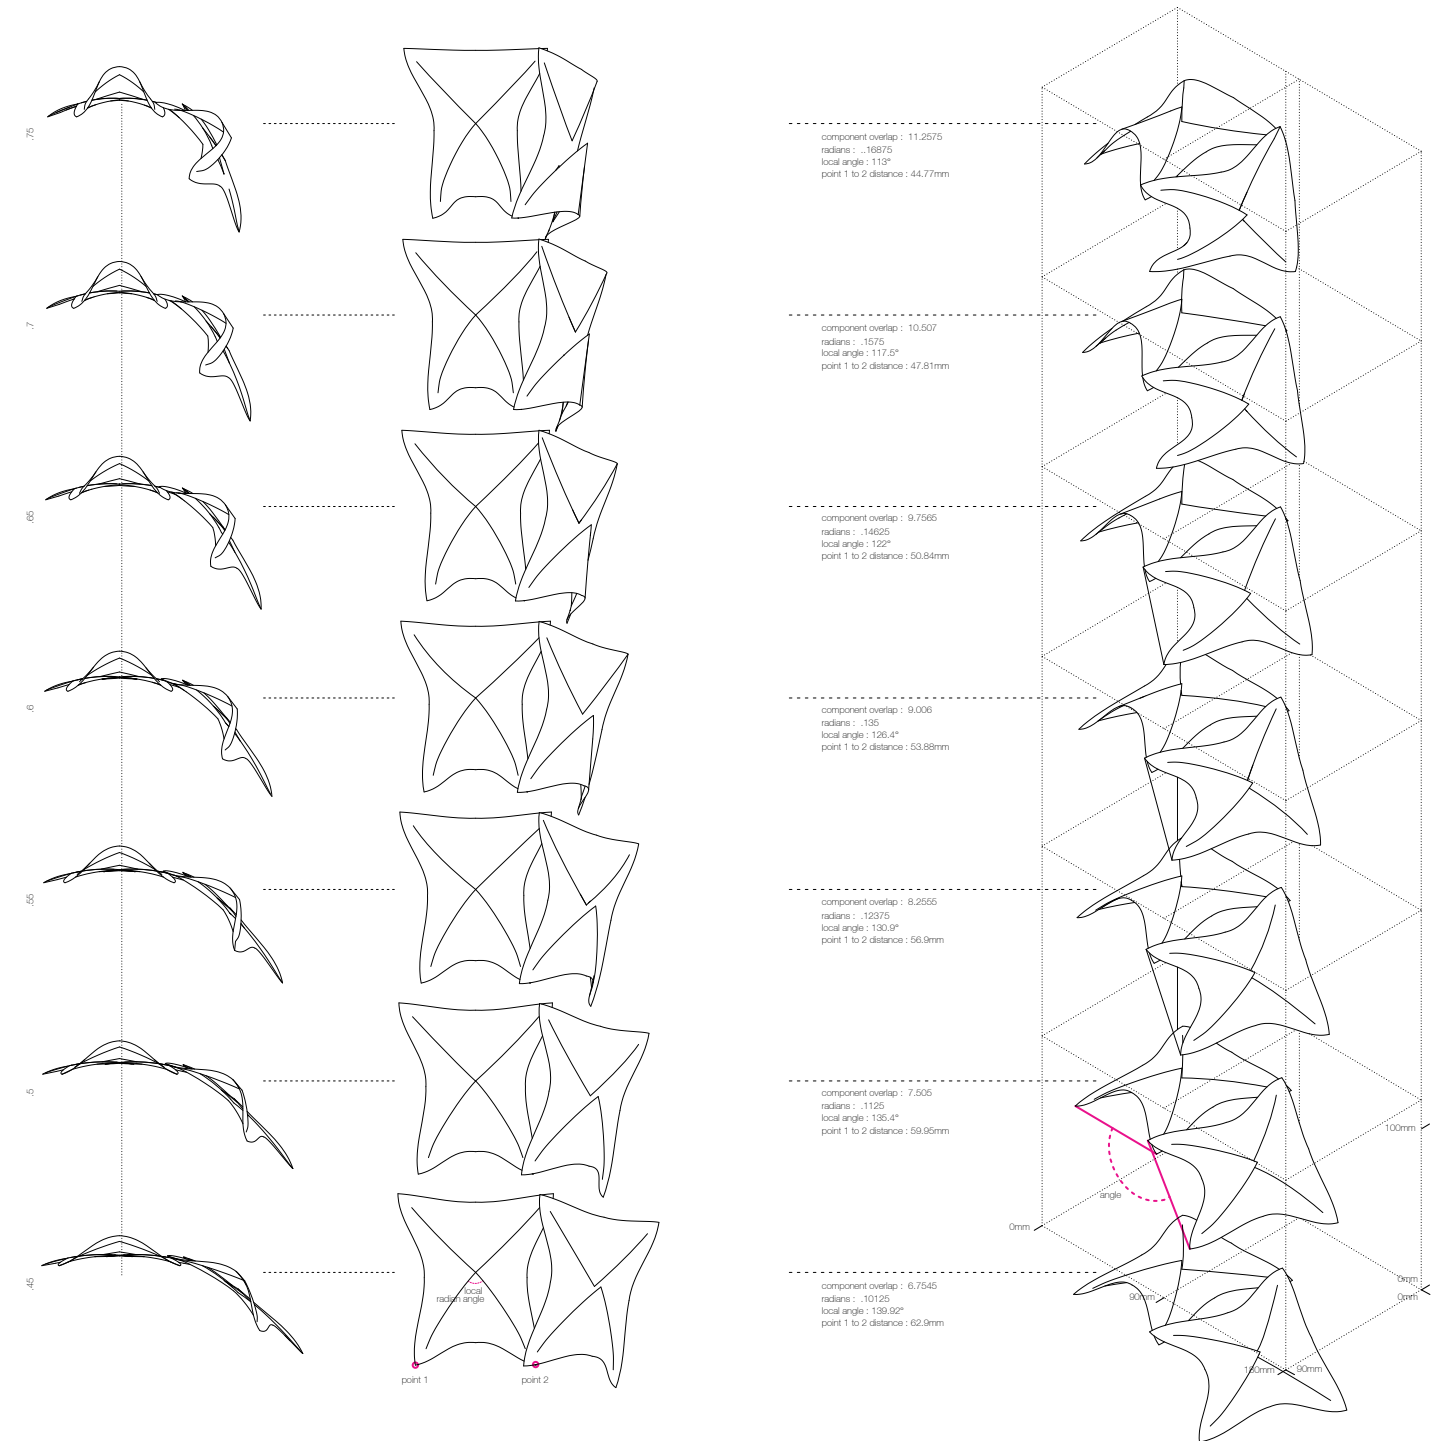 .75
component overlap : 11.2575
radians : ..16875
local angle : 113°
point 1 to 2 distance : 44.77mm
.7
component overlap : 10.507
radians : .1575
local angle : 117.5°
point 1 to 2 distance : 47.81mm
.65
component overlap : 9.7565
radians : .14625
local angle : 122°
point 1 to 2 distance : 50.84mm
.6
component overlap : 9.006
radians : .135
local angle : 126.4°
point 1 to 2 distance : 53.88mm
.55
component overlap : 8.2555
radians : .12375
local angle : 130.9°
point 1 to 2 distance : 56.9mm
.5
component overlap : 7.505
radians : .1125
local angle : 135.4°
point 1 to 2 distance : 59.95mm
100mm
angle
0mm
.45
local
radian angle
component overlap : 6.7545
radians : .10125
local angle : 139.92°
point 1 to 2 distance : 62.9mm
0mm
90mm
0mm
100mm
90mm
point 1
point 2